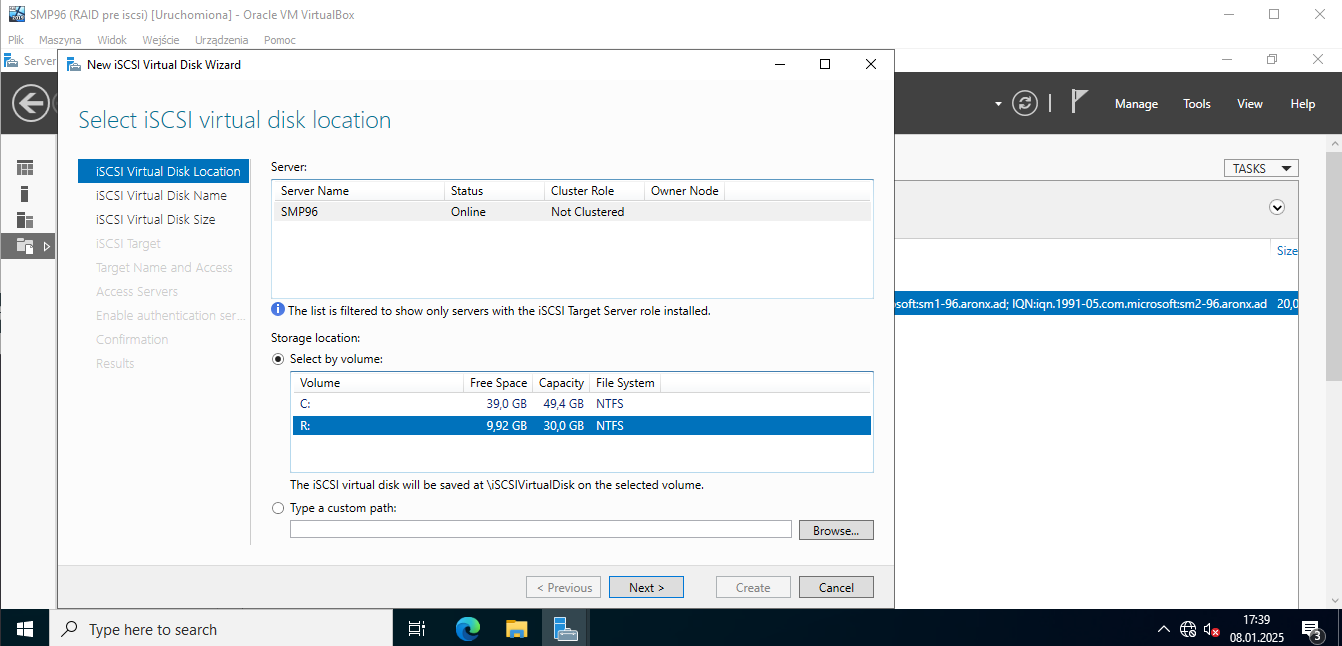 SMP96 (RAID pre iscsi) [Uruchomiona] - Oracle VM VirtualBox
Plik Maszyna Widok Wejście Urządzenia Pomoc
Server
New iSCSI Virtual Disk Wizard
Manage Tools View Help
Select iSCSI virtual disk location
TASKS
iSCSI Virtual Disk Location
iSCSI Virtual Disk Name
iSCSI Virtual Disk Size
iSCSI Target
Target Name and Access
Access Servers
Enable authentication ser...
Confirmation
Results
Server:
Server Name Status Cluster Role Owner Node
SMP96 Online Not Clustered
The list is filtered to show only servers with the iSCSI Target Server role installed.
Storage location:
Select by volume:
Volume Free Space Capacity File System
C: 39,0 GB 49,4 GB NTFS
R: 9,92 GB 30,0 GB NTFS
The iSCSI virtual disk will be saved at \iSCSIVirtualDisk on the selected volume.
Type a custom path:
Browse...
< Previous Next > Create Cancel
Size
soft:sm1-96.aronx.ad; IQN:iqn.1991-05.com.microsoft:sm2-96.aronx.ad 20,0
Type here to search
17:39
08.01.2025
3